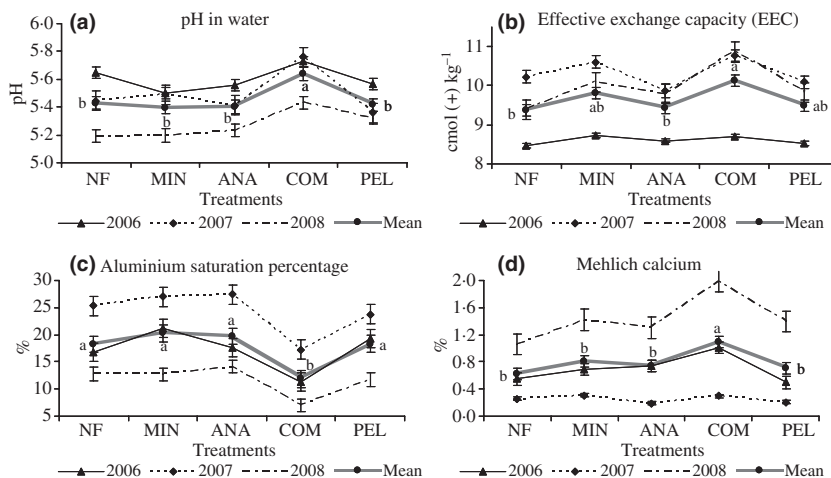 (a) pH in water
6·0
5·8
5·6
5·4
5·2
5·0
pH
b
b
b
a
b
NF MIN ANA COM PEL
Treatments
2006 2007 2008 Mean
(b) Effective exchange capacity (EEC)
11
10
9
8
cmol (+) kg−1
b
ab
b
a
ab
NF MIN ANA COM PEL
Treatments
2006 2007 2008 Mean
(c) Aluminium saturation percentage
30
25
20
15
10
5
%
a
a
a
b
a
NF MIN ANA COM PEL
Treatments
2006 2007 2008 Mean
(d) Mehlich calcium
2·0
1·6
1·2
0·8
0·4
0·0
%
b
b
b
a
b
NF MIN ANA COM PEL
Treatments
2006 2007 2008 Mean